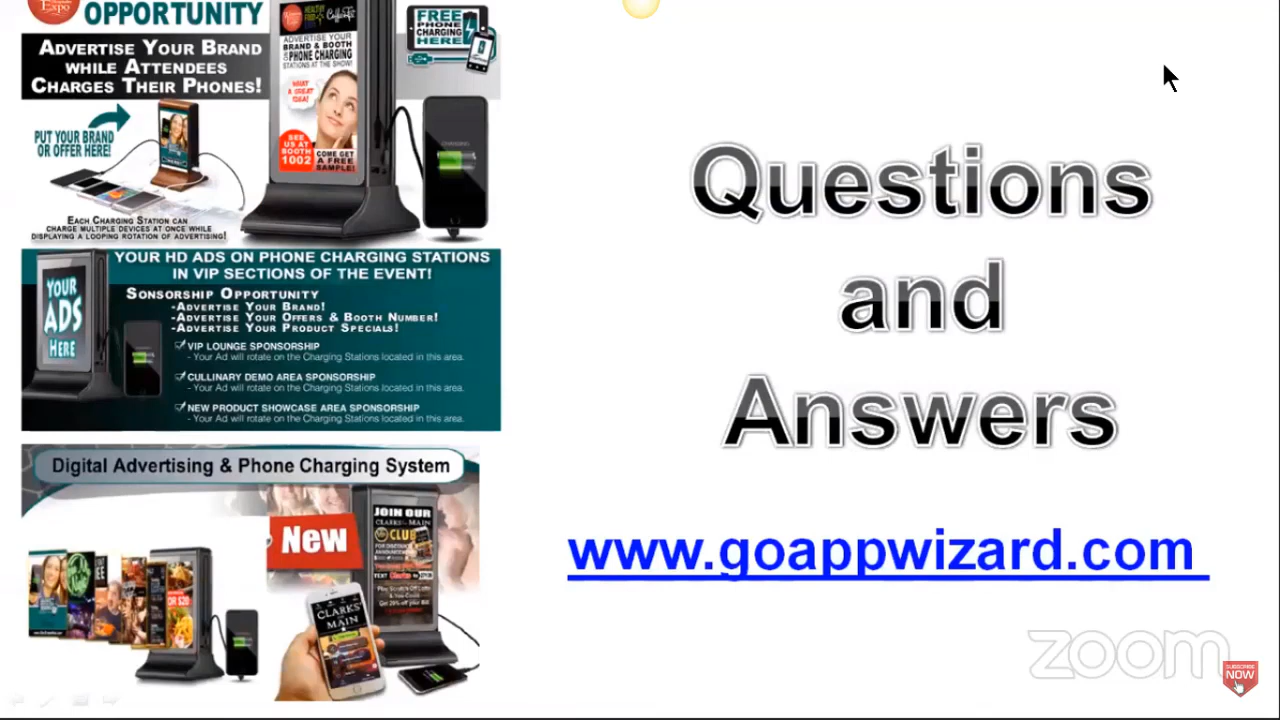 Expo
OPPORTUNITY
ADVERTISE YOUR BRAND
WHILE ATTENDEES
CHARGES THEIR PHONES!
PUT YOUR BRAND
OR OFFER HERE!
EACH CHARGING STATION CAN
CHARGE MULTIPLE DEVICES AT ONCE WHILE
DISPLAYING A LOOPING ROTATION OF ADVERTISING!
ADVERTISE YOUR
BRAND & BOOTH
PHONE CHARGING
STATIONS AT THE SHOW!
WHAT
A GREAT
IDEA!
SEE
US AT
BOOTH
1002
COME GET
A FREE
SAMPLE!
FREE
PHONE
CHARGING
HERE
CHARGING
YOUR HD ADS ON PHONE CHARGING STATIONS
IN VIP SECTIONS OF THE EVENT!
YOUR
ADS
HERE
SONSORSHIP OPPORTUNITY
-ADVERTISE YOUR BRAND!
-ADVERTISE YOUR OFFERS & BOOTH NUMBER!
-ADVERTISE YOUR PRODUCT SPECIALS!
VIP LOUNGE SPONSORSHIP
- Your Ad will rotate on the Charging Stations located in this area.
CULLINARY DEMO AREA SPONSORSHIP
- Your Ad will rotate on the Charging Stations located in this area.
NEW PRODUCT SHOWCASE AREA SPONSORSHIP
- Your Ad will rotate on the Charging Stations located in this area.
Digital Advertising & Phone Charging System
New
JOIN OUR
CLARKS ON MAIN
CLUB
OR $20
CLARKS
ON
MAIN
Questions
and
Answers
www.goappwizard.com
zoom
SUBSCRIBE
NOW